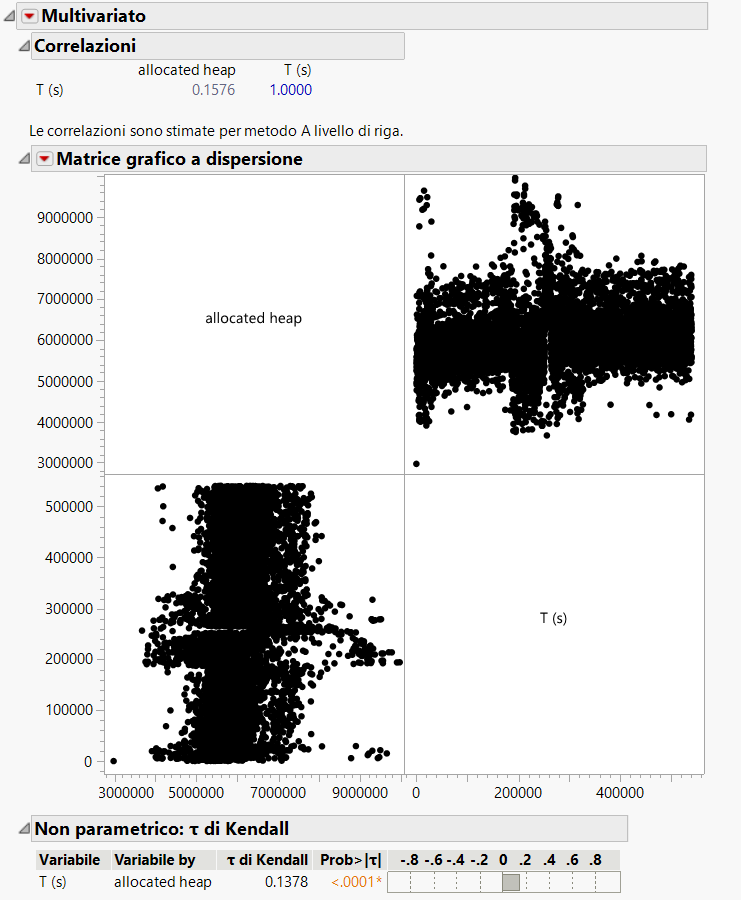 Multivariato
Correlazioni
allocated heap T (s)
T (s) 0.1576 1.0000
Le correlazioni sono stimate per metodo A livello di riga.
Matrice grafico a dispersione
9000000
8000000
7000000
6000000
5000000
4000000
3000000
allocated heap
500000
400000
300000
200000
100000
0
T (s)
3000000 5000000 7000000 9000000 0 200000 400000
Non parametrico: τ di Kendall
Variabile Variabile by τ di Kendall Prob>|τ| -.8 -.6 -.4 -.2 0 .2 .4 .6 .8
T (s) allocated heap 0.1378 <.0001*